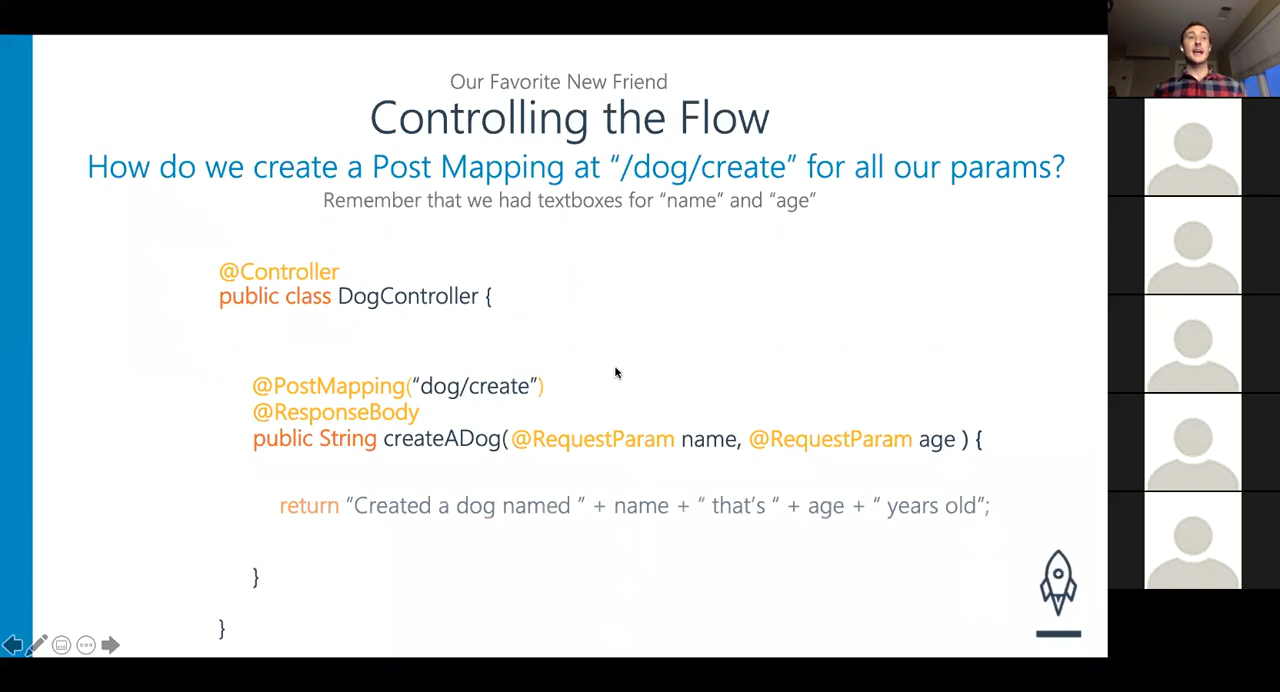 Our Favorite New Friend
Controlling the Flow
How do we create a Post Mapping at “/dog/create” for all our params?
Remember that we had textboxes for “name” and “age”
@Controller
public class DogController {
@PostMapping(“dog/create”)
@ResponseBody
public String createADog(@RequestParam name, @RequestParam age ) {
return “Created a dog named ” + name + “ that’s “ + age + “ years old”;
}
}